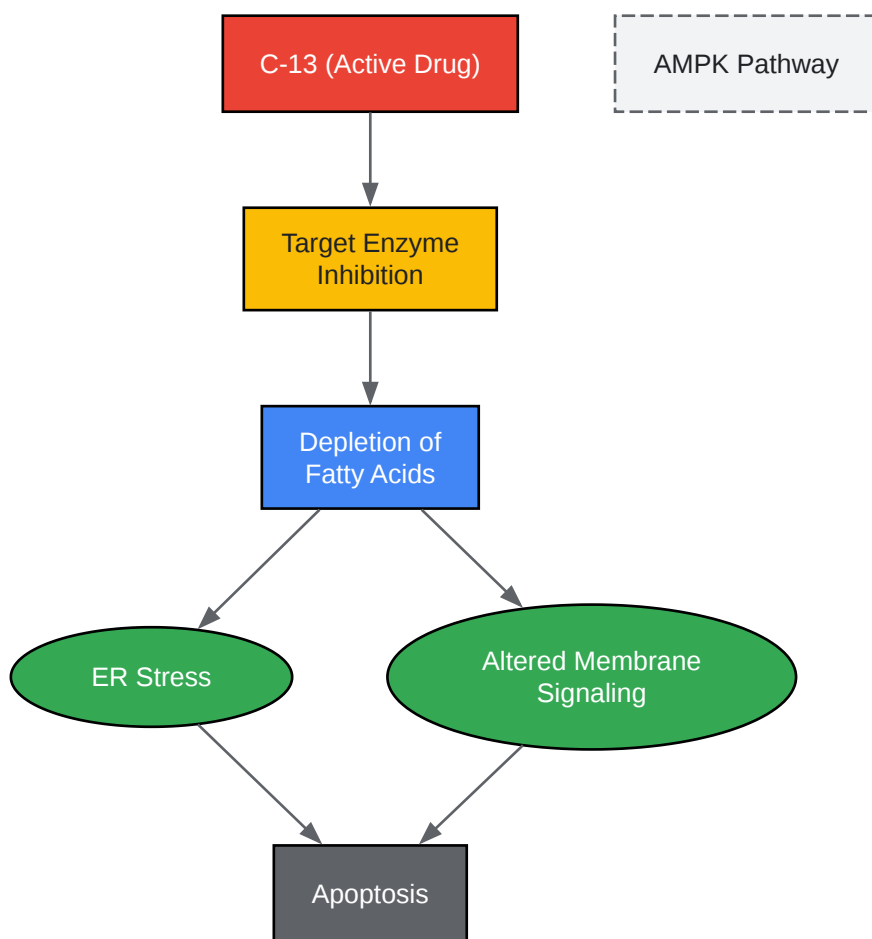 C-13 (Active Drug)
AMPK Pathway
Target Enzyme
Inhibition
Depletion of
Fatty Acids
ER Stress
Altered Membrane
Signaling
Apoptosis